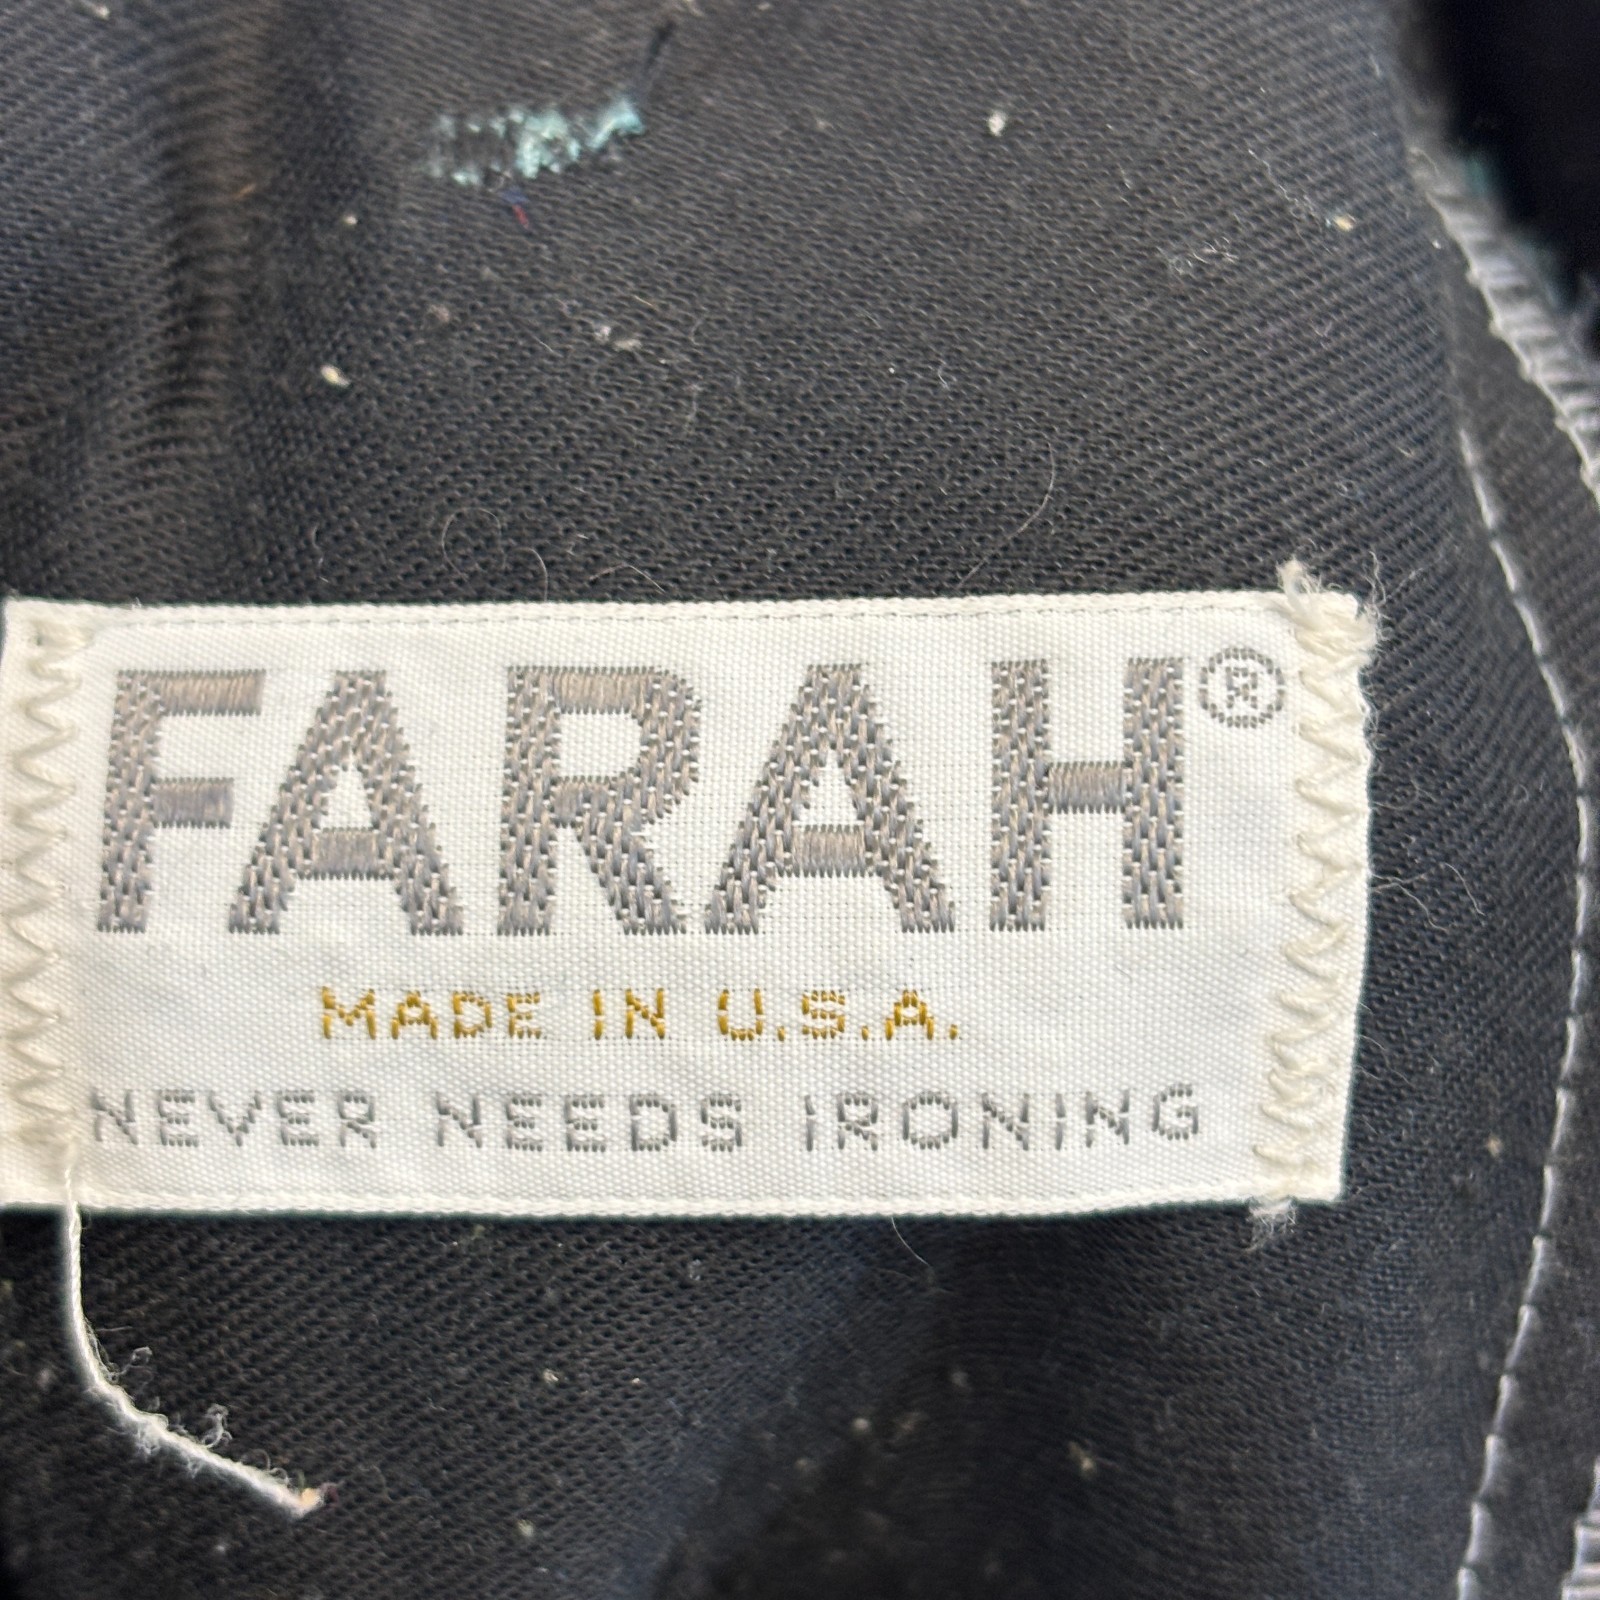 FARAH®
MADE IN U.S.A.
NEVER NEEDS IRONING